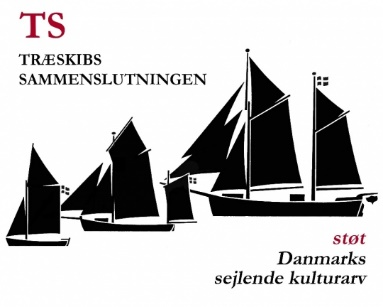 TS
TRÆSKIBS
SAMMENSLUTNINGEN
støt
Danmarks
sejlende kulturarv